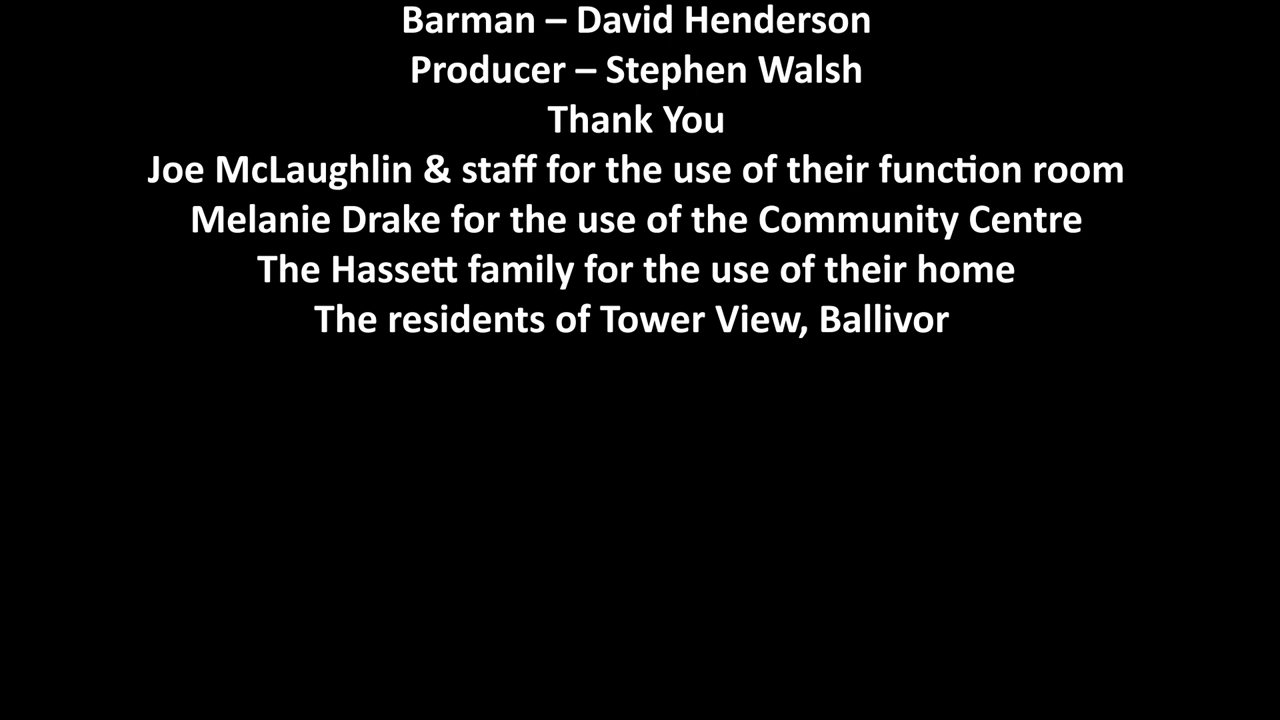 Barman – David Henderson
Producer – Stephen Walsh
Thank You
Joe McLaughlin & staff for the use of their function room
Melanie Drake for the use of the Community Centre
The Hassett family for the use of their home
The residents of Tower View, Ballivor